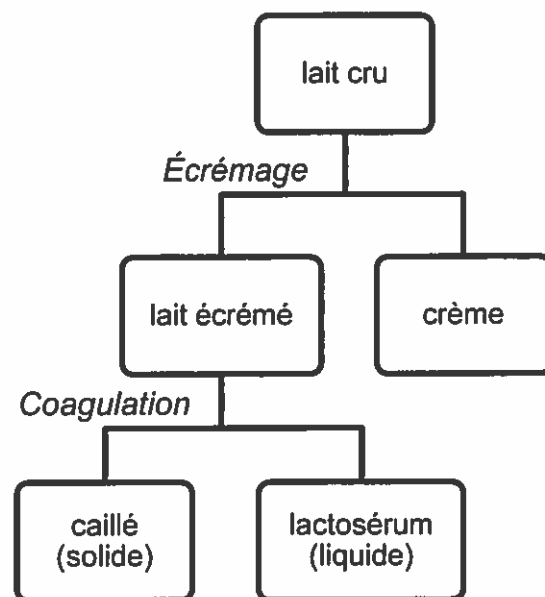 lait cru
Écrémage
lait écrémé
crème
Coagulation
caillé
(solide)
lactosérum
(liquide)